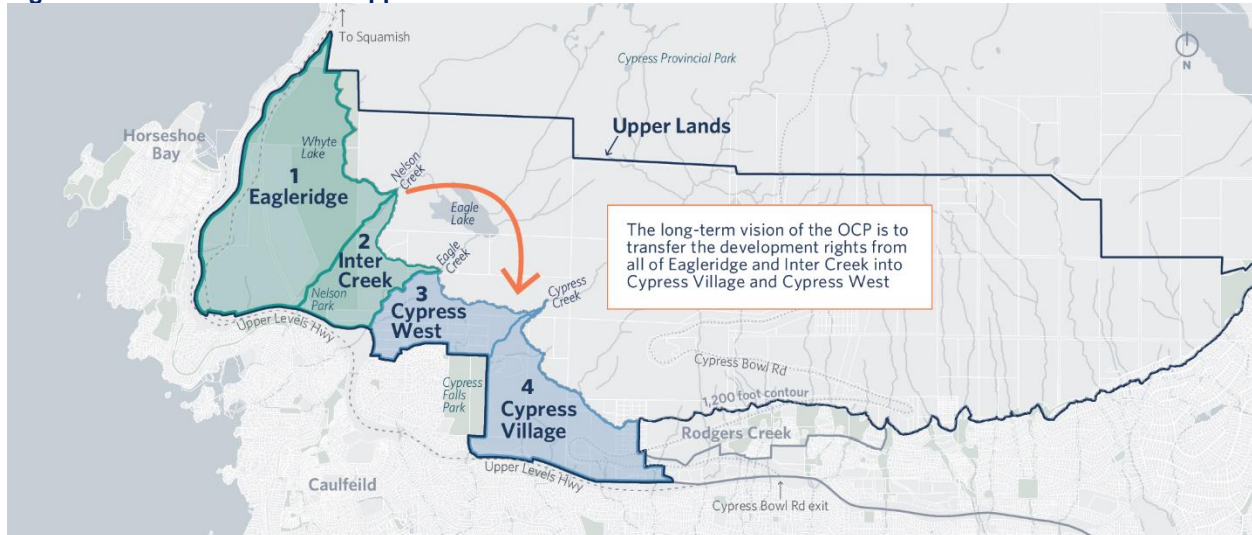 To Squamish
Cypress Provincial Park
N
Upper Lands
Horseshoe
Bay
Whyte
Lake
1
Eagleridge
Nelson
Creek
Eagle
Lake
2
Inter
Creek
Eagle
Creek
The long-term vision of the OCP is to
transfer the development rights from
all of Eagleridge and Inter Creek into
Cypress Village and Cypress West
Nelson
Park
3
Cypress
West
Cypress
Creek
Upper Levels Hwy
Cypress Bowl Rd
Cypress
Falls
Park
4
Cypress
Village
1,200 foot contour
Rodgers Creek
Caulfeild
Upper Levels Hwy
Cypress Bowl Rd exit